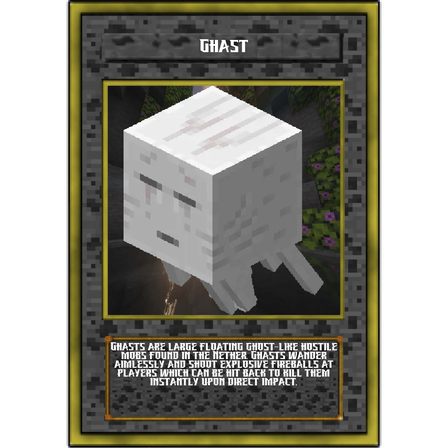 GHAST
GHASTS ARE LARGE FLOATING GHOST-LIKE HOSTILE
MOBS FOUND IN THE NETHER. GHASTS WANDER
AIMLESSLY AND SHOOT EXPLOSIVE FIREBALLS AT
PLAYERS WHICH CAN BE HIT BACK TO KILL THEM
INSTANTLY UPON DIRECT IMPACT.